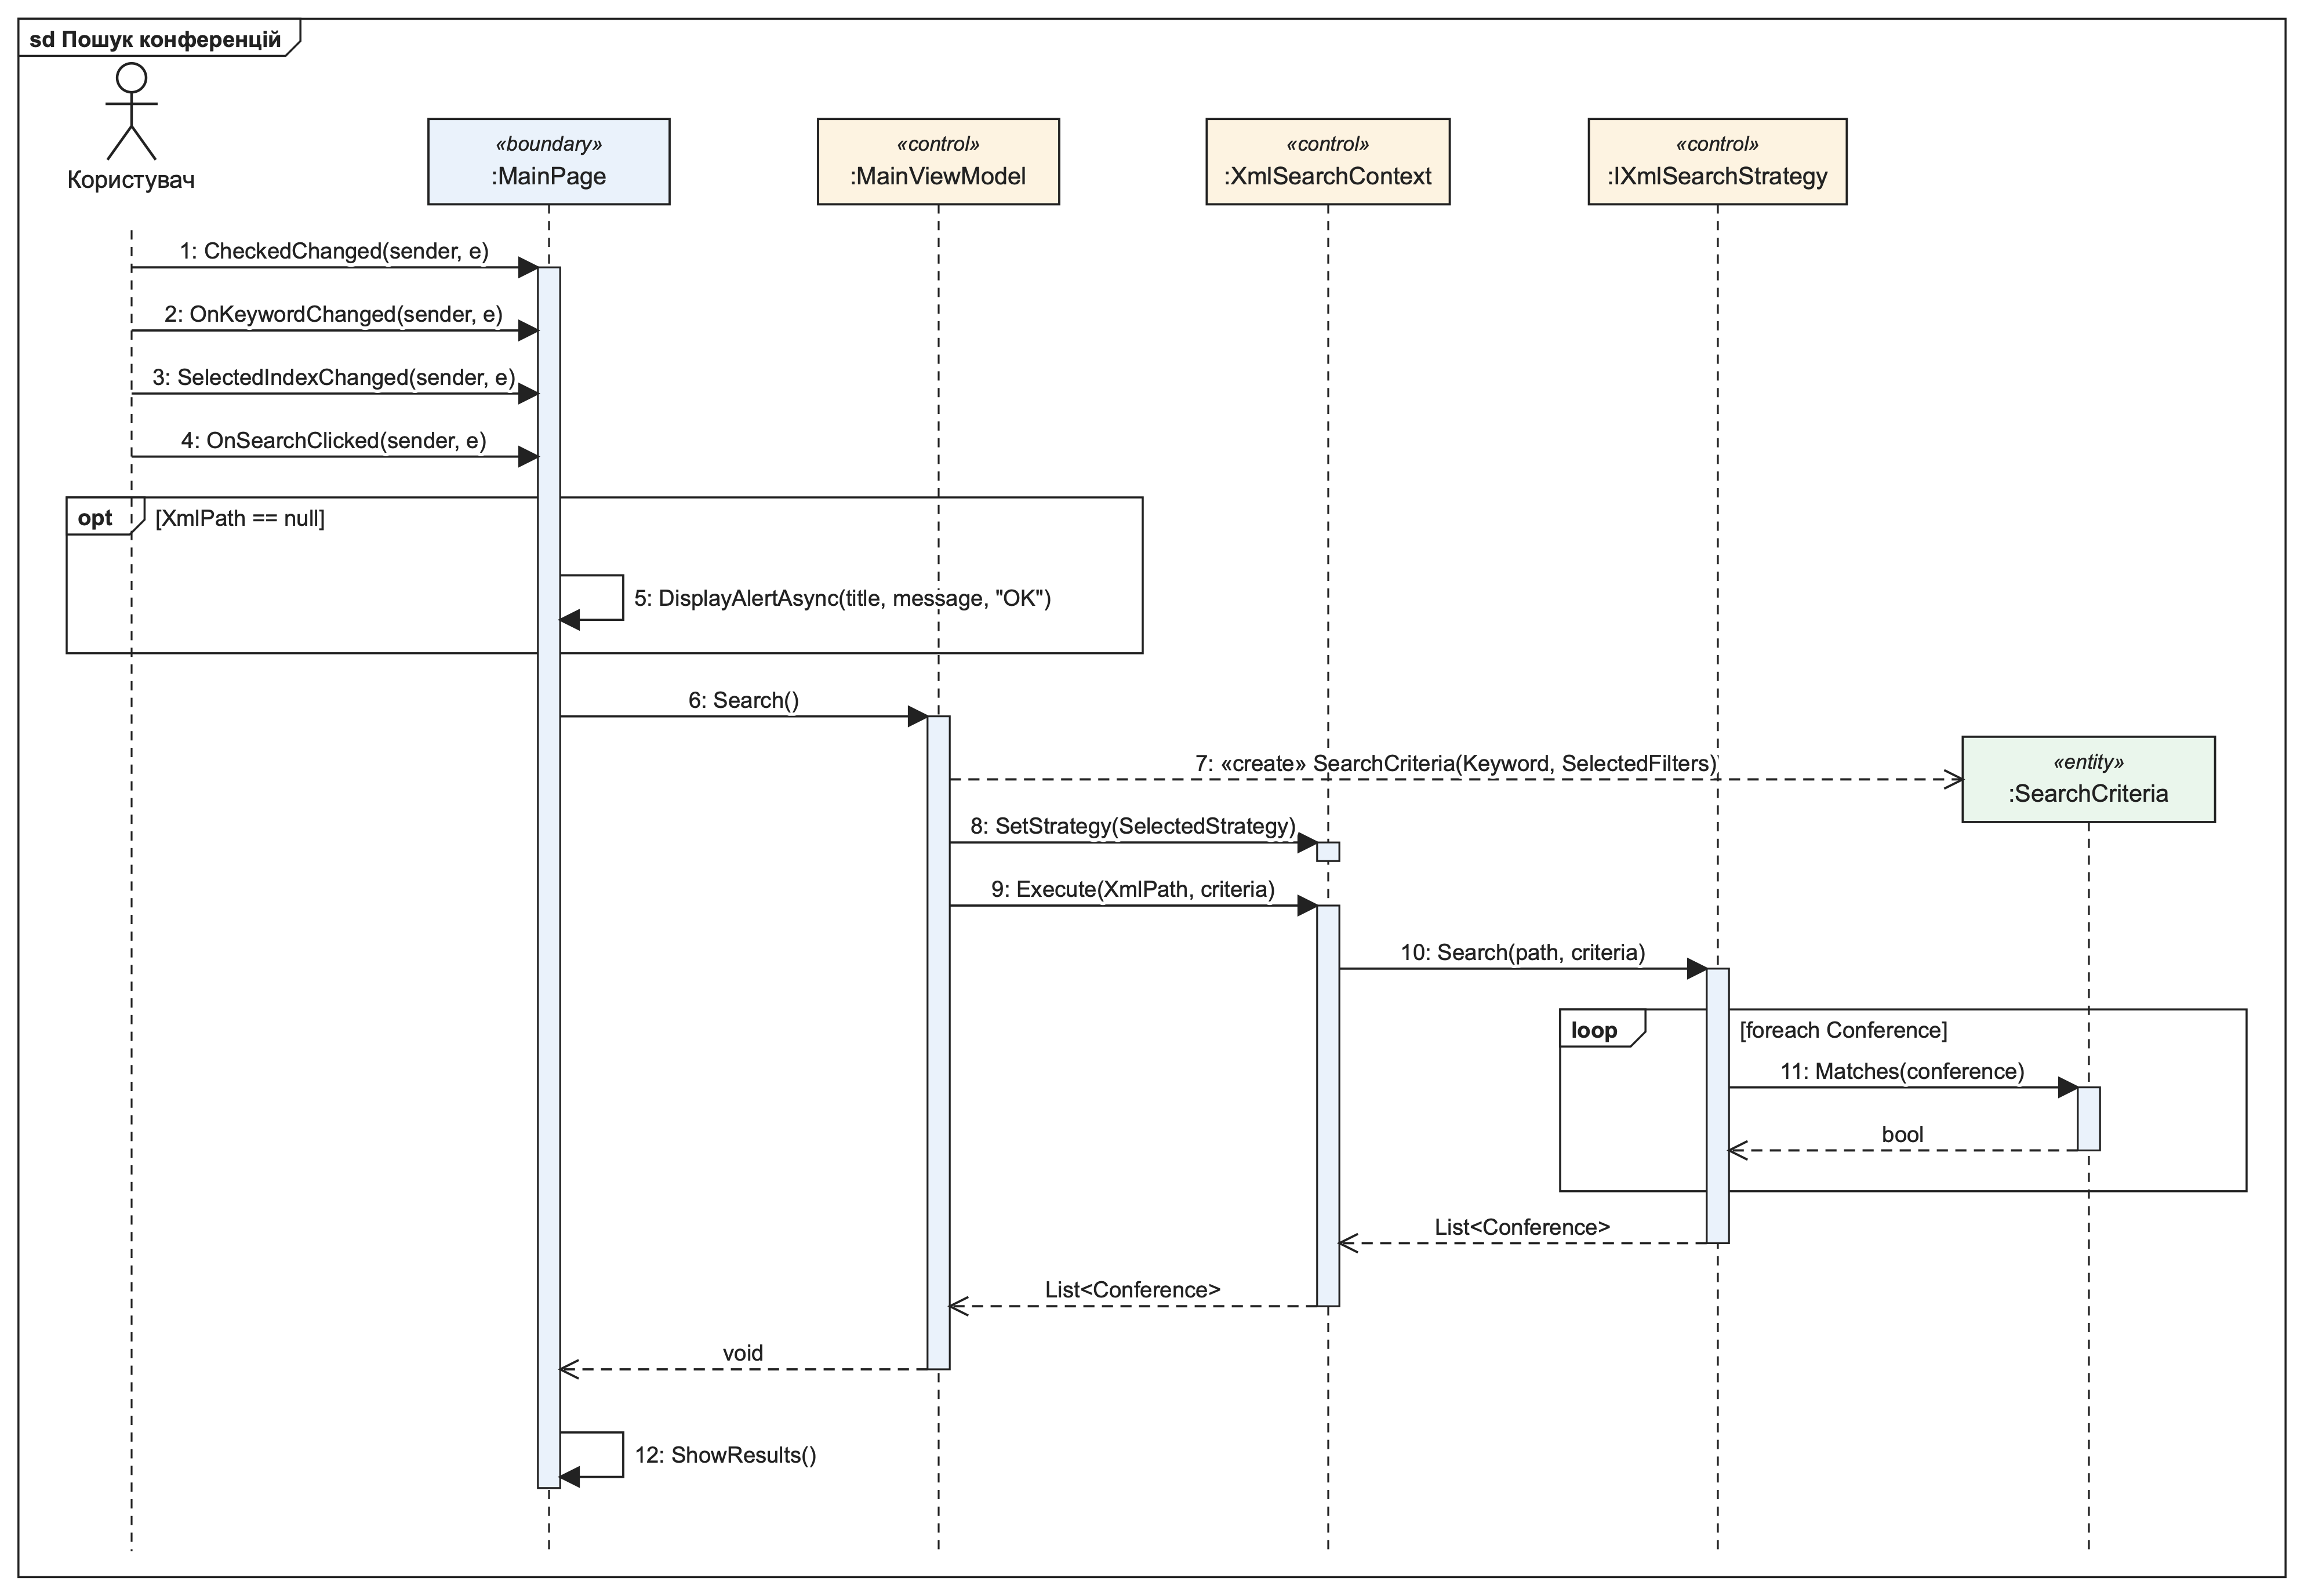 sd Пошук конференцій
Користувач
«boundary»
:MainPage
«control»
:MainViewModel
«control»
:XmlSearchContext
«control»
:IXmlSearchStrategy
1: CheckedChanged(sender, e)
2: OnKeywordChanged(sender, e)
3: SelectedIndexChanged(sender, e)
4: OnSearchClicked(sender, e)
opt [XmlPath == null]
5: DisplayAlertAsync(title, message, "OK")
6: Search()
7: «create» SearchCriteria(Keyword, SelectedFilters)
«entity»
:SearchCriteria
8: SetStrategy(SelectedStrategy)
9: Execute(XmlPath, criteria)
10: Search(path, criteria)
loop [foreach Conference]
11: Matches(conference)
bool
List<Conference>
List<Conference>
void
12: ShowResults()